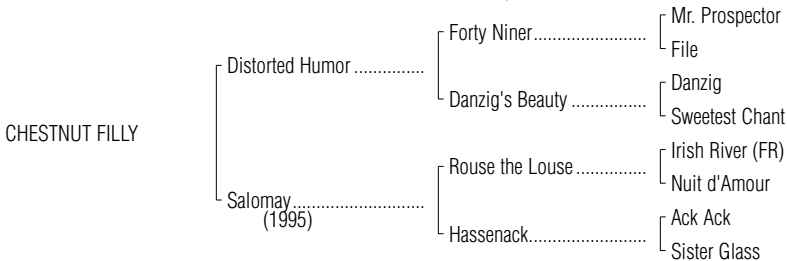 Mr. Prospector
Forty Niner.......................
File
Distorted Humor ...............
Danzig
Danzig's Beauty ...............
Sweetest Chant
CHESTNUT FILLY
Irish River (FR)
Rouse the Louse ..............
Nuit d'Amour
Salomay...........................
(1995)
Ack Ack
Hassenack........................
Sister Glass